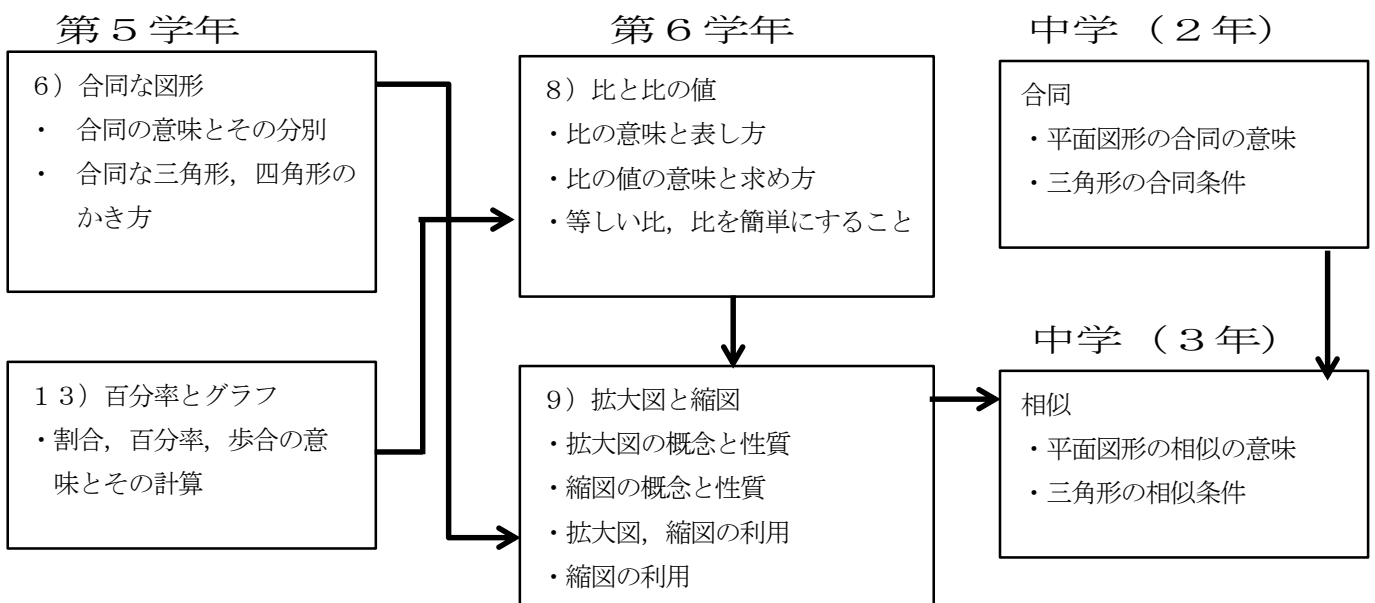 第５学年
６）合同な図形
・　合同の意味とその分別
・　合同な三角形，四角形の
かき方
１３）百分率とグラフ
・割合，百分率，歩合の意
味とその計算
第６学年
８）比と比の値
・比の意味と表し方
・比の値の意味と求め方
・等しい比，比を簡単にすること
９）拡大図と縮図
・拡大図の概念と性質
・縮図の概念と性質
・拡大図，縮図の利用
・縮図の利用
中学（２年）
合同
・平面図形の合同の意味
・三角形の合同条件
中学（３年）
相似
・平面図形の相似の意味
・三角形の相似条件